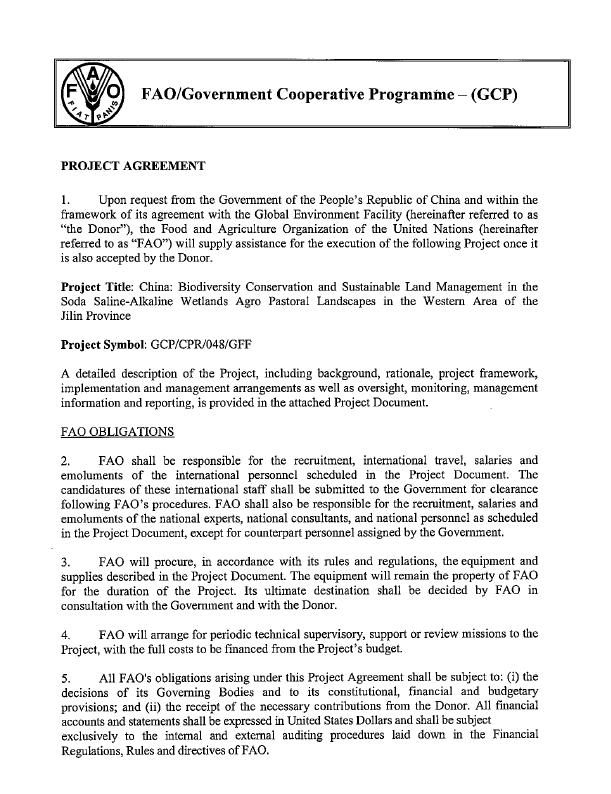 F A O
FIAT PANIS
FAO/Government Cooperative Programme – (GCP)
PROJECT AGREEMENT
1. Upon request from the Government of the People's Republic of China and within the
framework of its agreement with the Global Environment Facility (hereinafter referred to as
"the Donor"), the Food and Agriculture Organization of the United Nations (hereinafter
referred to as "FAO") will supply assistance for the execution of the following Project once it
is also accepted by the Donor.
Project Title: China: Biodiversity Conservation and Sustainable Land Management in the
Soda Saline-Alkaline Wetlands Agro Pastoral Landscapes in the Western Area of the
Jilin Province
Project Symbol: GCP/CPR/048/GFF
A detailed description of the Project, including background, rationale, project framework,
implementation and management arrangements as well as oversight, monitoring, management
information and reporting, is provided in the attached Project Document.
FAO OBLIGATIONS
2. FAO shall be responsible for the recruitment, international travel, salaries and
emoluments of the international personnel scheduled in the Project Document. The
candidatures of these international staff shall be submitted to the Government for clearance
following FAO's procedures. FAO shall also be responsible for the recruitment, salaries and
emoluments of the national experts, national consultants, and national personnel as scheduled
in the Project Document, except for counterpart personnel assigned by the Government.
3. FAO will procure, in accordance with its rules and regulations, the equipment and
supplies described in the Project Document. The equipment will remain the property of FAO
for the duration of the Project. Its ultimate destination shall be decided by FAO in
consultation with the Government and with the Donor.
4. FAO will arrange for periodic technical supervisory, support or review missions to the
Project, with the full costs to be financed from the Project's budget.
5. All FAO's obligations arising under this Project Agreement shall be subject to: (i) the
decisions of its Governing Bodies and to its constitutional, financial and budgetary
provisions; and (ii) the receipt of the necessary contributions from the Donor. All financial
accounts and statements shall be expressed in United States Dollars and shall be subject
exclusively to the internal and external auditing procedures laid down in the Financial
Regulations, Rules and directives of FAO.